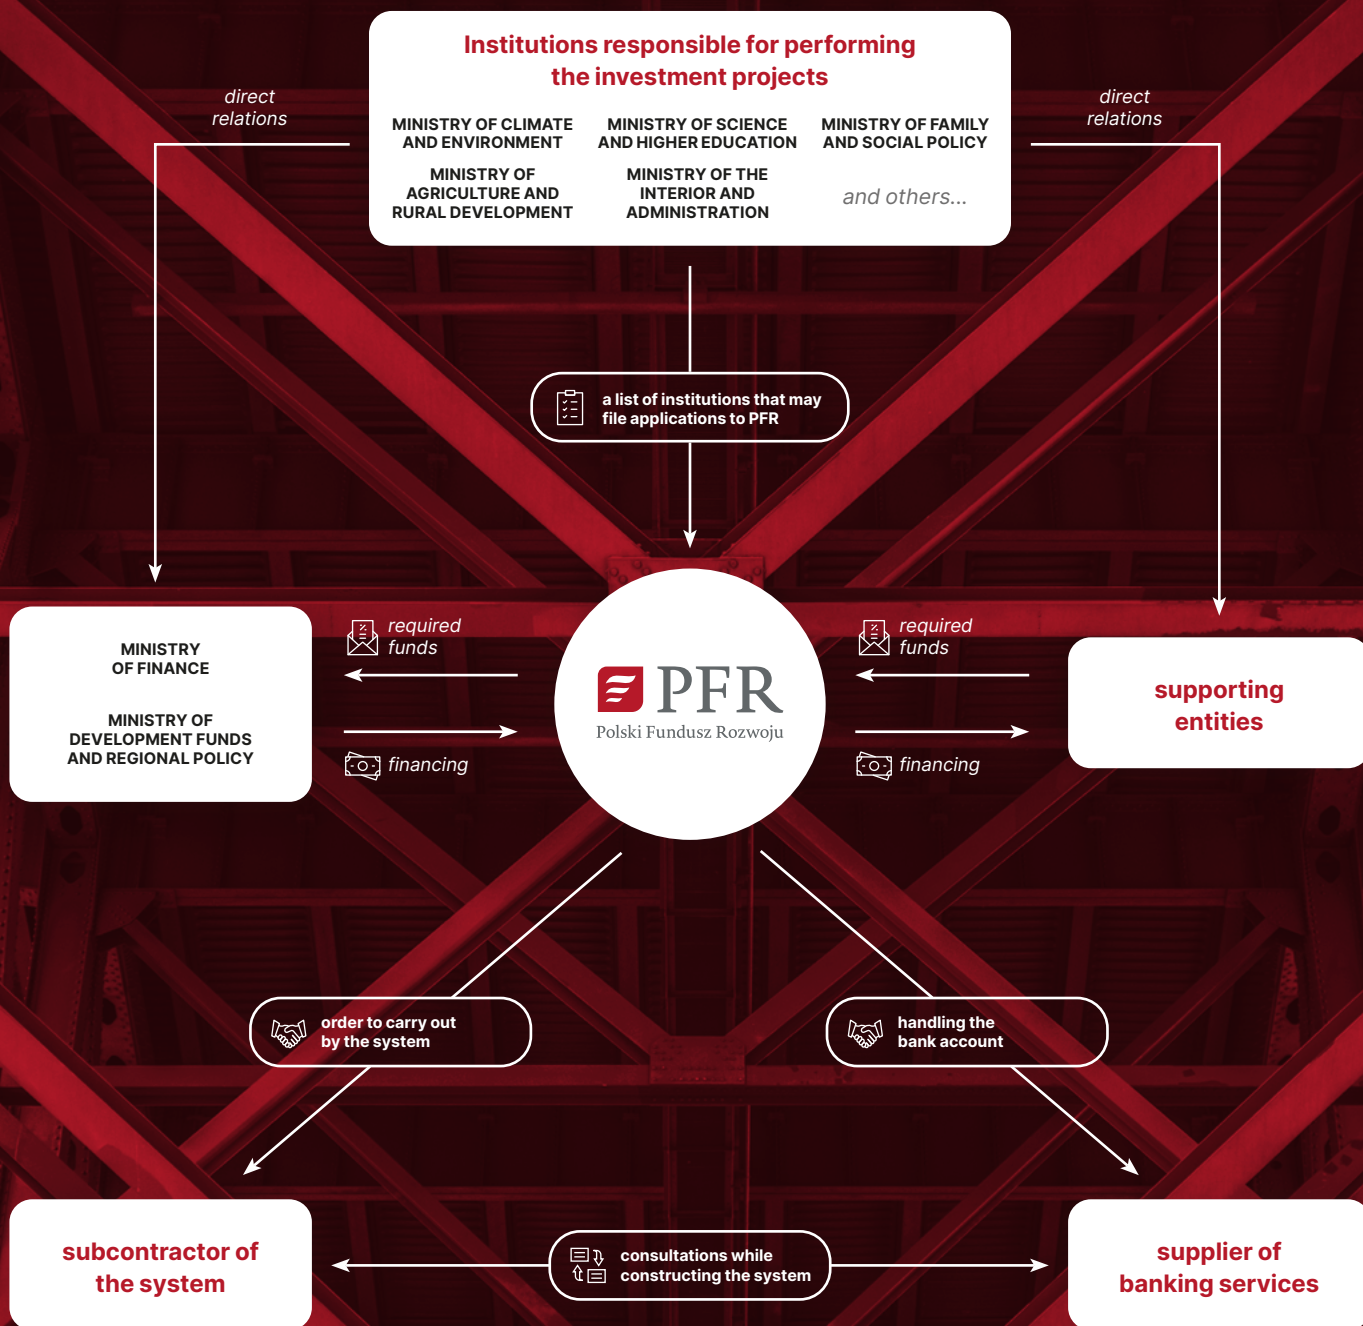 Institutions responsible for performing
the investment projects
direct
relations
direct
relations
MINISTRY OF CLIMATE
AND ENVIRONMENT
MINISTRY OF SCIENCE
AND HIGHER EDUCATION
MINISTRY OF FAMILY
AND SOCIAL POLICY
MINISTRY OF
AGRICULTURE AND
RURAL DEVELOPMENT
MINISTRY OF THE
INTERIOR AND
ADMINISTRATION
and others...
a list of institutions that may
file applications to PFR
MINISTRY
OF FINANCE
MINISTRY OF
DEVELOPMENT FUNDS
AND REGIONAL POLICY
required
funds
financing
PFR
Polski Fundusz Rozwoju
required
funds
financing
supporting
entities
order to carry out
by the system
handling the
bank account
subcontractor of
the system
consultations while
constructing the system
supplier of
banking services